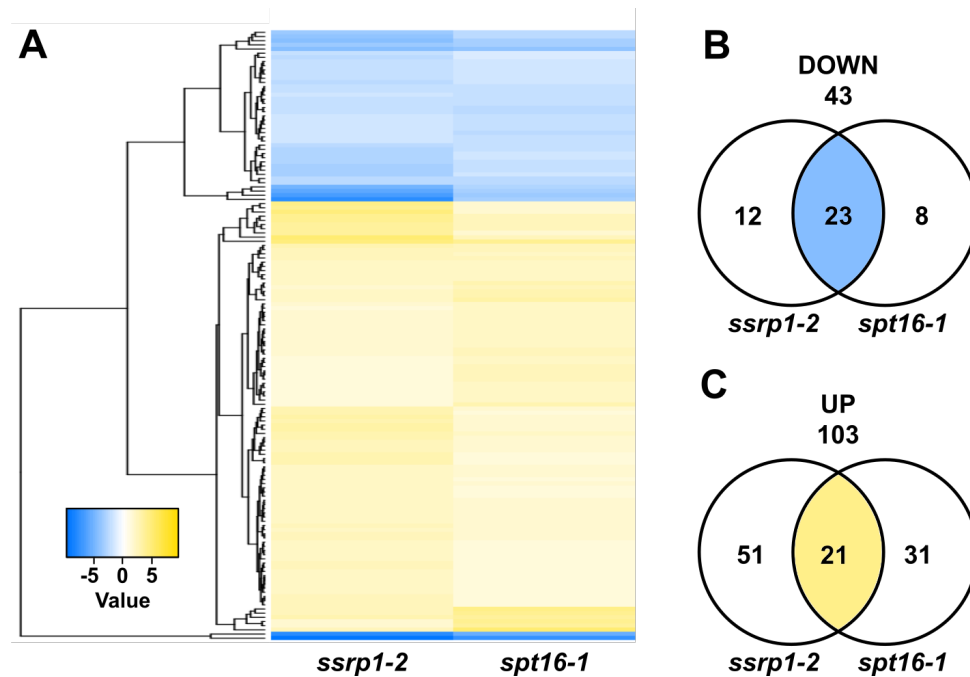 A
-5 0 5
Value
ssrp1-2 spt16-1
B
DOWN
43
12 23 8
ssrp1-2 spt16-1
C
UP
103
51 21 31
ssrp1-2 spt16-1